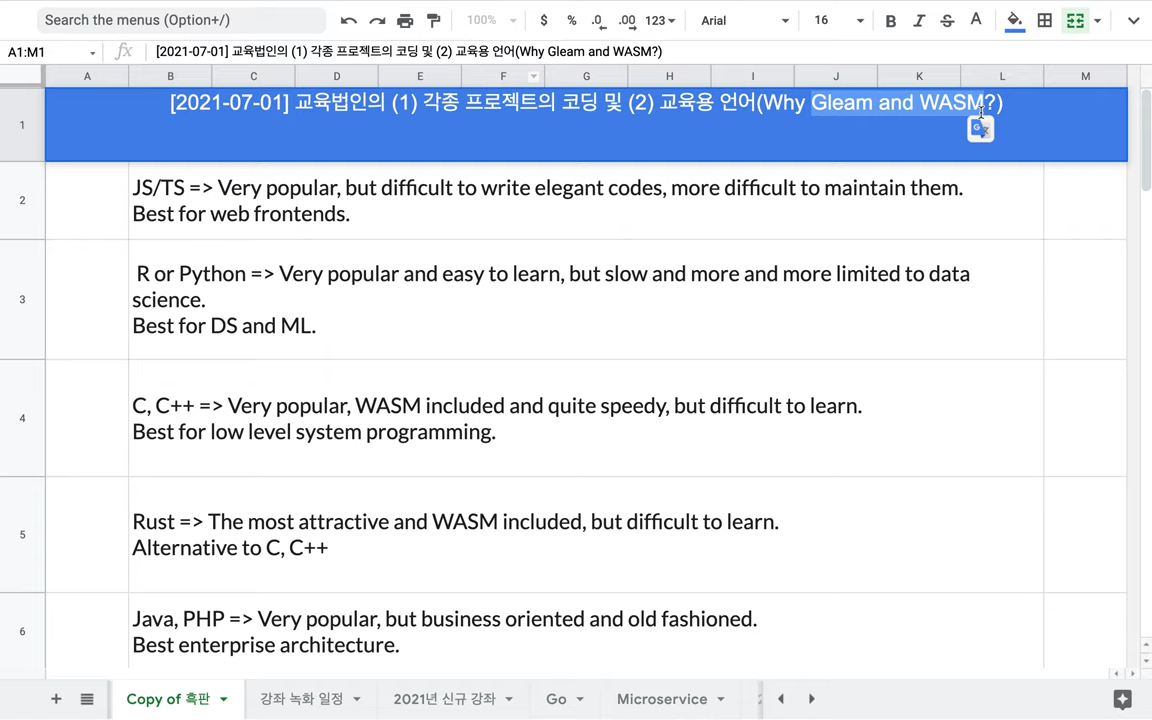 Search the menus (Option+/)
100%
$ % .0 .00 123
Arial
16
B I S A
A1:M1
fx
[2021-07-01] 교육법인의 (1) 각종 프로젝트의 코딩 및 (2) 교육용 언어(Why Gleam and WASM?)
A B C D E F G H I J K L M
1
[2021-07-01] 교육법인의 (1) 각종 프로젝트의 코딩 및 (2) 교육용 언어(Why Gleam and WASM?)
2
JS/TS => Very popular, but difficult to write elegant codes, more difficult to maintain them.
Best for web frontends.
3
R or Python => Very popular and easy to learn, but slow and more and more limited to data
science.
Best for DS and ML.
4
C, C++ => Very popular, WASM included and quite speedy, but difficult to learn.
Best for low level system programming.
5
Rust => The most attractive and WASM included, but difficult to learn.
Alternative to C, C++
6
Java, PHP => Very popular, but business oriented and old fashioned.
Best enterprise architecture.
Copy of 흑판
강좌 녹화 일정
2021년 신규 강좌
Go
Microservice